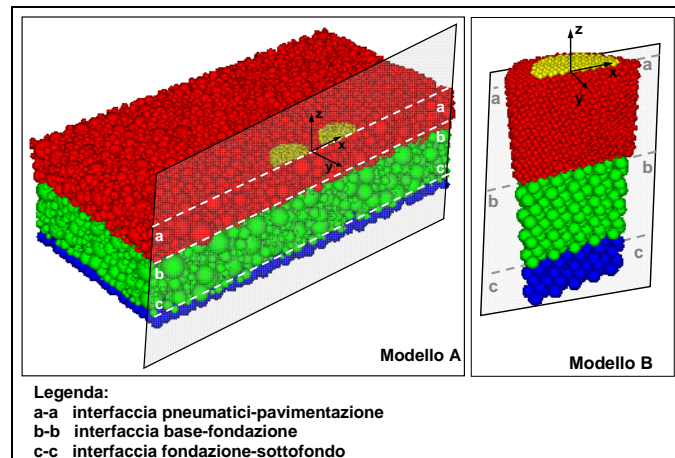 z
x
y
a
b
c
a
b
c
Modello A
z
x
y
a
a
b
b
c
c
Modello B
Legenda:
a-a interfaccia pneumatici-pavimentazione
b-b interfaccia base-fondazione
c-c interfaccia fondazione-sottofondo